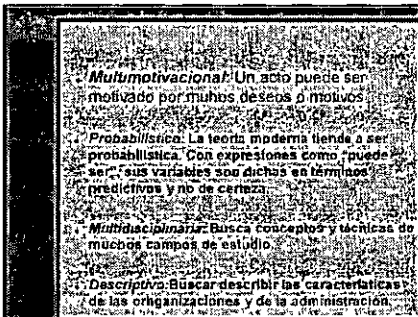 Multimotivacional: Un acto puede ser
motivado por muhos deseos o motivos.
Probabilístico: La teoría moderna tiende a ser
probabilística. Con expresiones como "puede
ser", sus variables son dichas en términos
predictivos y no de certeza.
Multidisciplinaria: Busca conceptos y técnicas de
muchos campos de estudio.
Descriptivo: Buscar describir las características
de las orhganizaciones y de la administración.